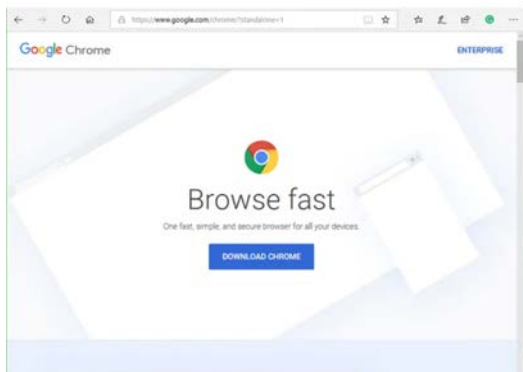 https://www.google.com/chrome/?standalone=1
Google Chrome
ENTERPRISE
Browse fast
One fast, simple, and secure browser for all your devices.
DOWNLOAD CHROME